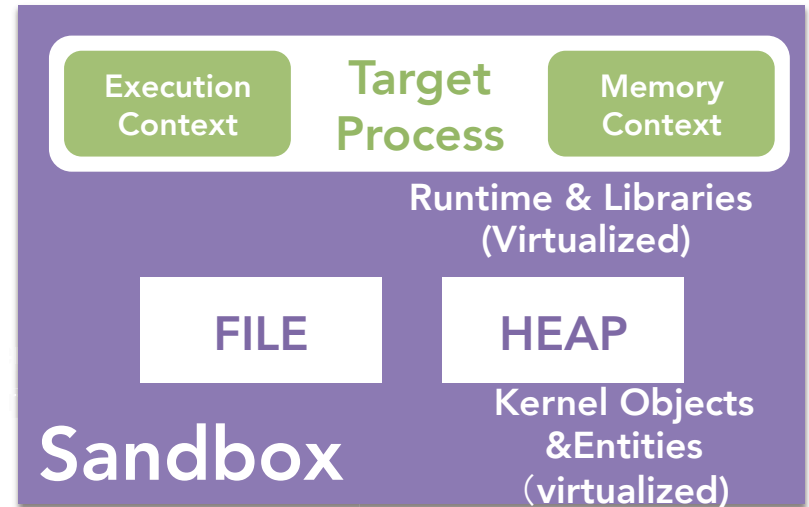 Execution
Context
Target
Process
Memory
Context
Runtime & Libraries
(Virtualized)
FILE
HEAP
Kernel Objects
&Entities
（virtualized)
Sandbox